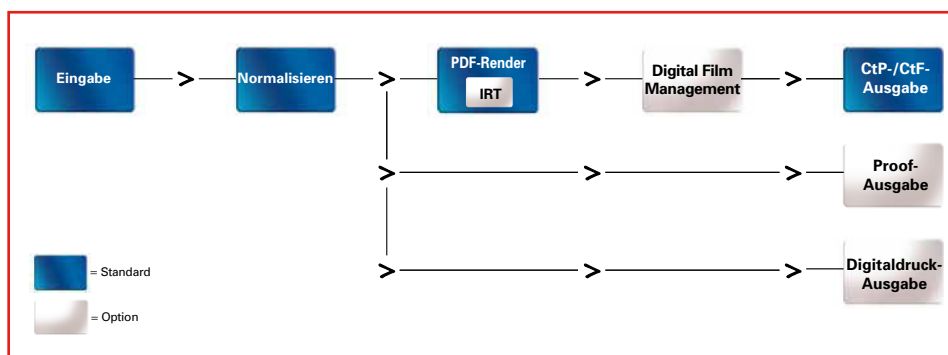 Eingabe
Normalisieren
PDF-Render
IRT
Digital Film
Management
CtP-/CtF-
Ausgabe
Proof-
Ausgabe
Digitaldruck-
Ausgabe
= Standard
= Option